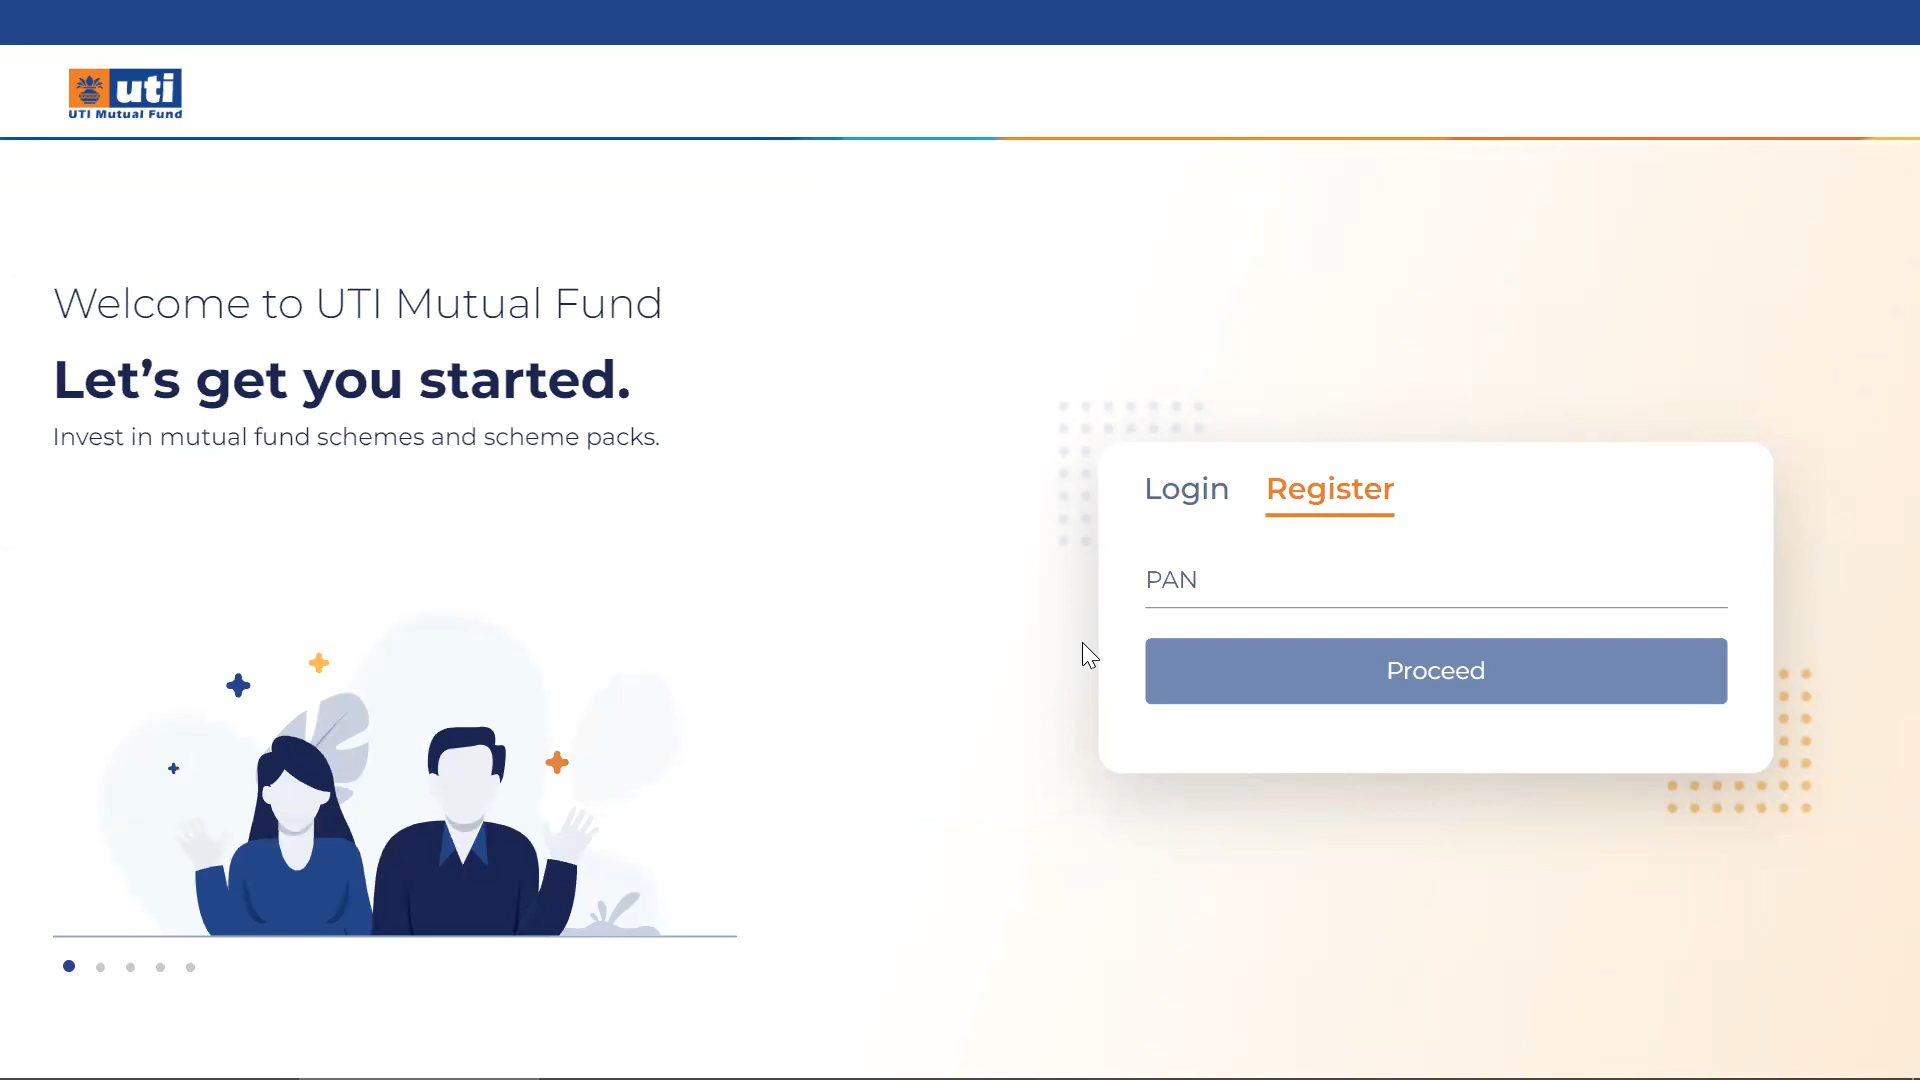 uti
UTI Mutual Fund
Welcome to UTI Mutual Fund
Let’s get you started.
Invest in mutual fund schemes and scheme packs.
Login Register
PAN
Proceed